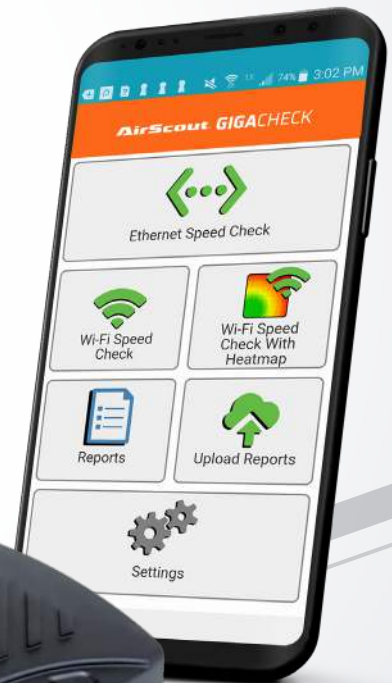 74% 3:02 PM
AirScout GIGACHECK
Ethernet Speed Check
Wi-Fi Speed
Check
Wi-Fi Speed
Check With
Heatmap
Reports
Upload Reports
Settings